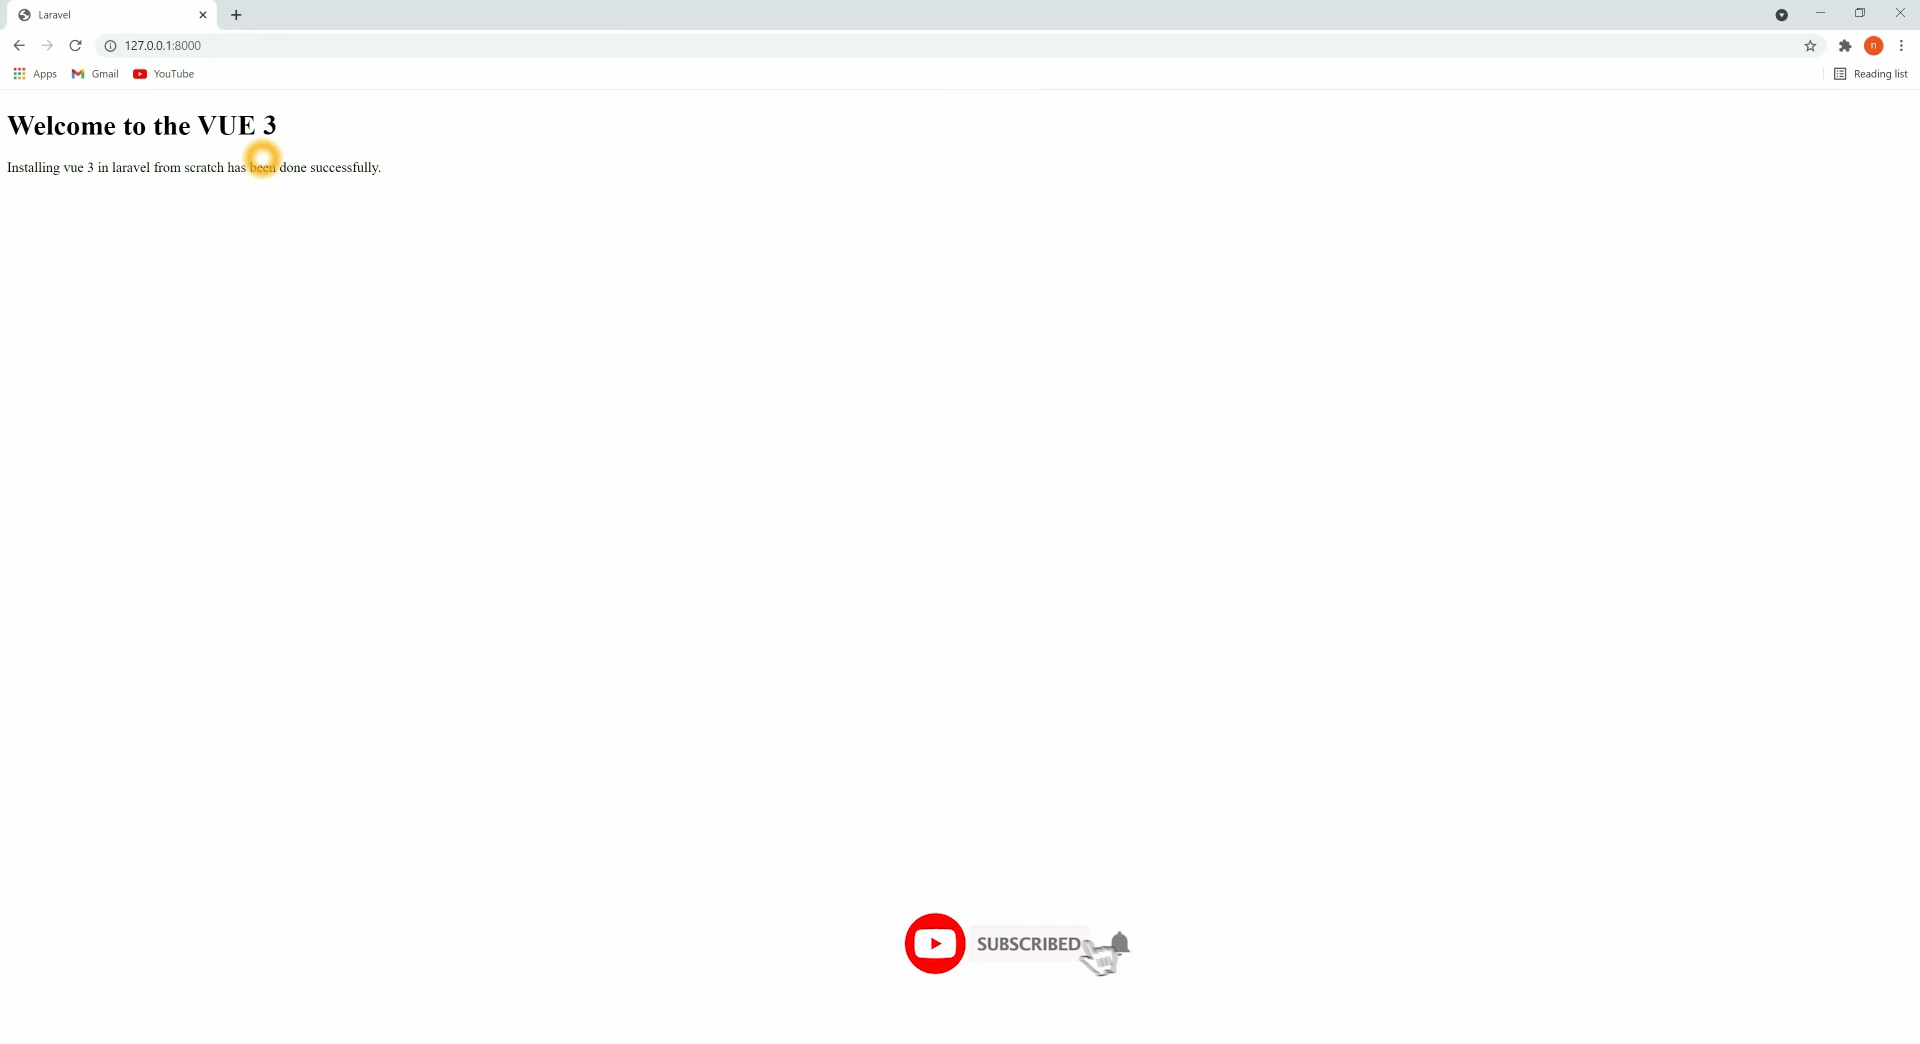 Laravel
127.0.0.1:8000
n
Apps
Gmail
YouTube
Reading list
Welcome to the VUE 3
Installing vue 3 in laravel from scratch has been done successfully.
SUBSCRIBED